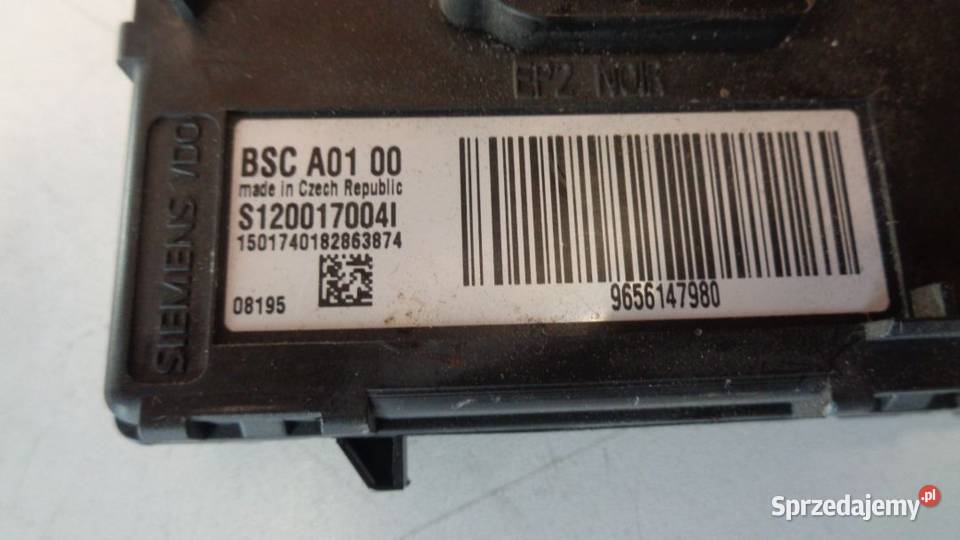 EP2 NOR
SIEMENS VDO
BSC A01 00
made in Czech Republic
S120017004I
1501740182863874
08195
9656147980
Sprzedajemy.pl